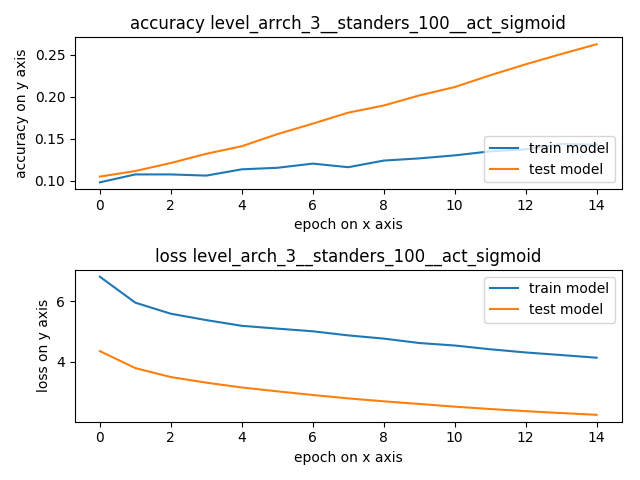 accuracy level_arrch_3__standers_100__act_sigmoid
accuracy on y axis
0.25
0.20
0.15
0.10
train model
test model
0 2 4 6 8 10 12 14
epoch on x axis
loss level_arch_3__standers_100__act_sigmoid
loss on y axis
6
4
train model
test model
0 2 4 6 8 10 12 14
epoch on x axis